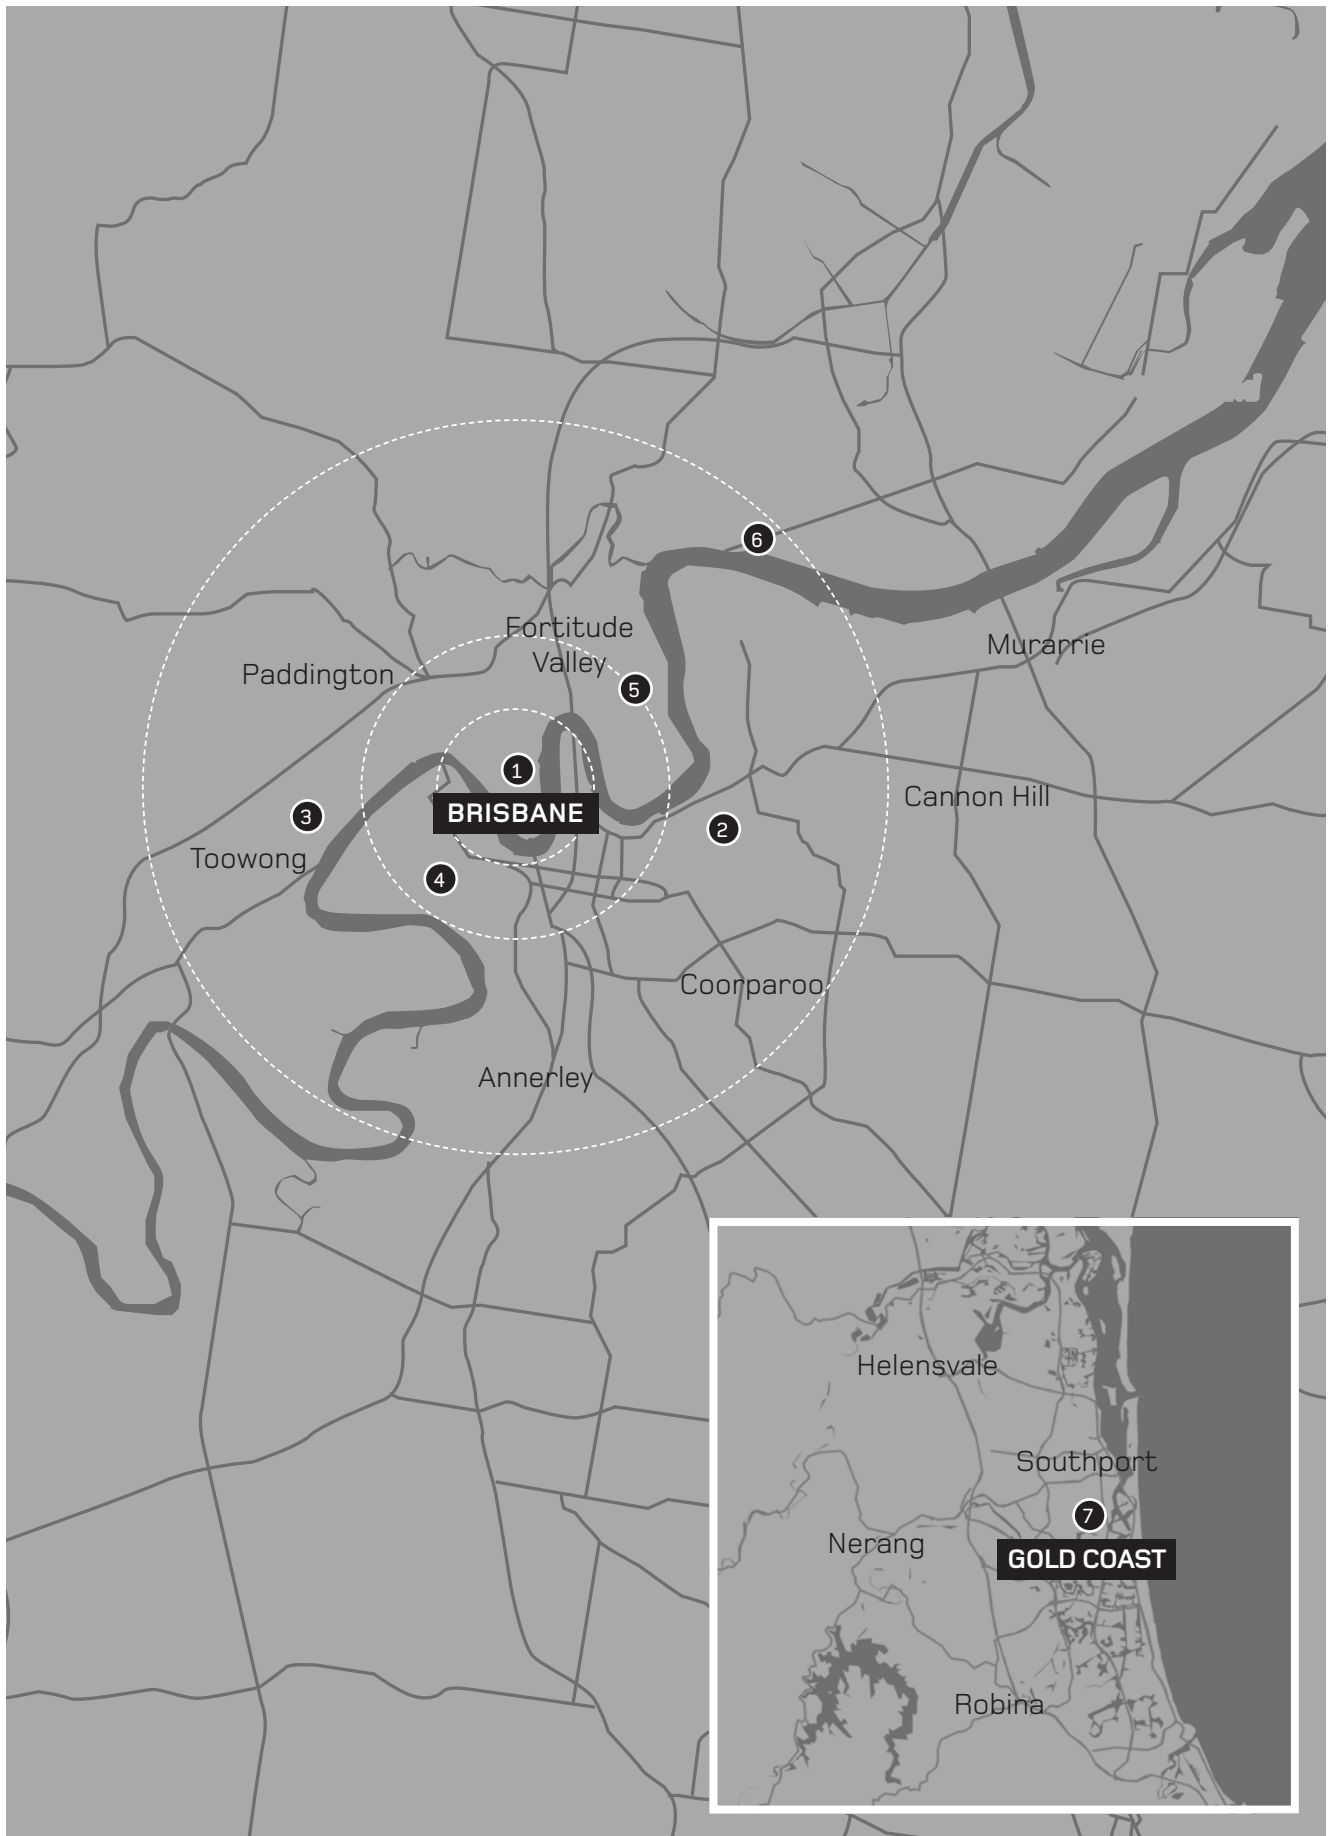 6
Fortitude
Valley
Murarrie
Paddington
5
1
Cannon Hill
BRISBANE
3
2
Toowong
4
Coorparoo
Annerley
Helensvale
Southport
7
Nerang
GOLD COAST
Robina